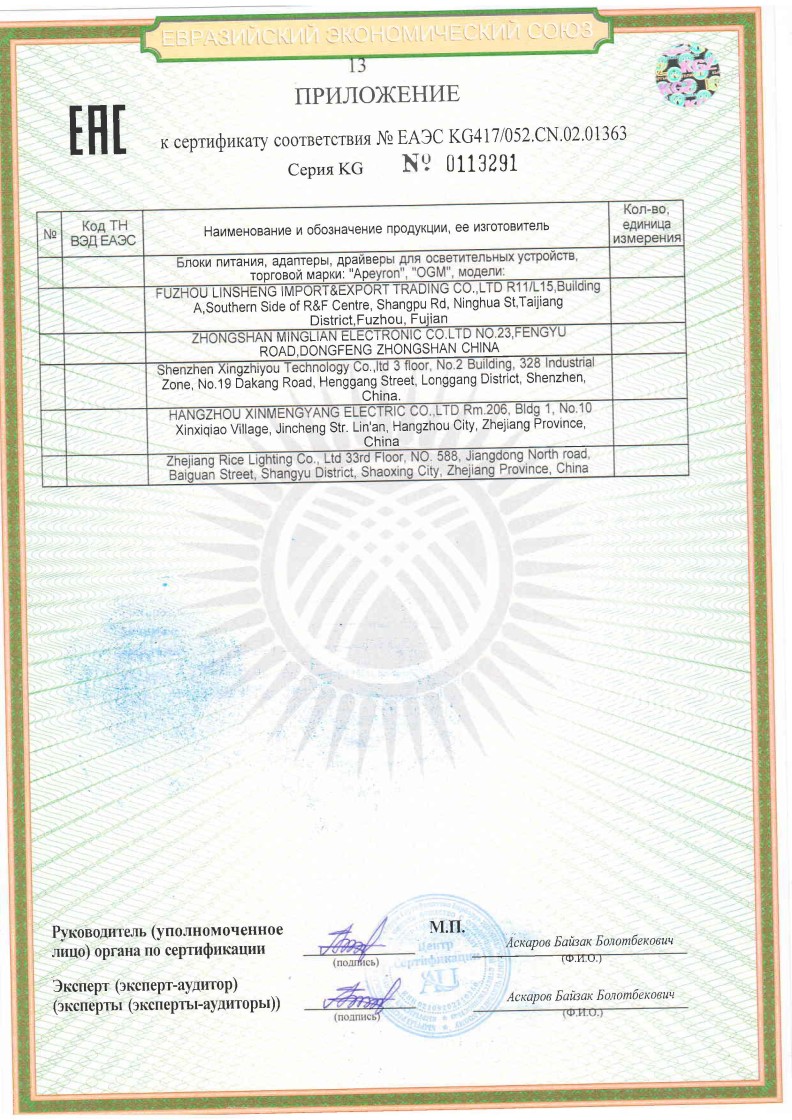 ЕВРАЗИЙСКИЙ ЭКОНОМИЧЕСКИЙ СОЮЗ
13
ПРИЛОЖЕНИЕ
ЕАС
к сертификату соответствия № ЕАЭС KG417/052.CN.02.01363
Серия KG № 0113291
№
Код ТН
ВЭД ЕАЭС
Наименование и обозначение продукции, ее изготовитель
Кол-во,
единица
измерения
Блоки питания, адаптеры, драйверы для осветительных устройств,
торговой марки: "Apeyron", "OGM", модели:
FUZHOU LINSHENG IMPORT&EXPORT TRADING CO.,LTD R11/L15,Building
A,Southern Side of R&F Centre, Shangpu Rd, Ninghua St,Taijiang
District,Fuzhou, Fujian
ZHONGSHAN MINGLIAN ELECTRONIC CO.LTD NO.23,FENGYU
ROAD,DONGFENG ZHONGSHAN CHINA
Shenzhen Xingzhiyou Technology Co.,ltd 3 floor, No.2 Building, 328 Industrial
Zone, No.19 Dakang Road, Henggang Street, Longgang District, Shenzhen,
China.
HANGZHOU XINMENGYANG ELECTRIC CO.,LTD Rm.206, Bldg 1, No.10
Xinxiqiao Village, Jincheng Str. Lin'an, Hangzhou City, Zhejiang Province,
China
Zhejiang Rice Lighting Co., Ltd 33rd Floor, NO. 588, Jiangdong North road,
Baiguan Street, Shangyu District, Shaoxing City, Zhejiang Province, China
Руководитель (уполномоченное
лицо) органа по сертификации
(подпись)
М.П.
Центр
Сертификации
Аскаров Байзак Болотбекович
(Ф.И.О.)
Эксперт (эксперт-аудитор)
(эксперты (эксперты-аудиторы))
(подпись)
Аскаров Байзак Болотбекович
(Ф.И.О.)